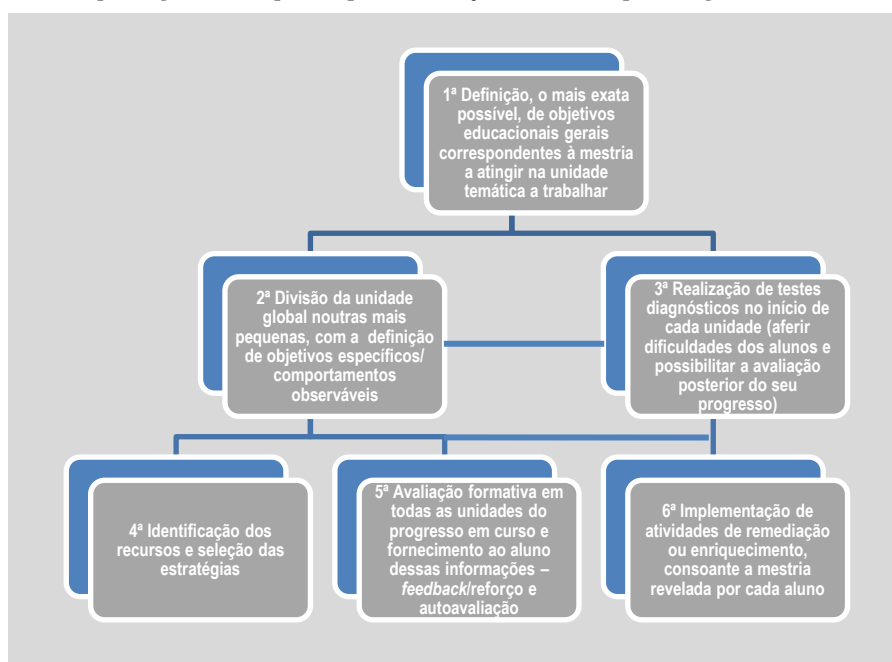 1ª Definição, o mais exata
possível, de objetivos
educacionais gerais
correspondentes à mestria
a atingir na unidade
temática a trabalhar
2ª Divisão da unidade
global noutras mais
pequenas, com a definição
de objetivos específicos/
comportamentos
observáveis
3ª Realização de testes
diagnósticos no início de
cada unidade (aferir
dificuldades dos alunos e
possibilitar a avaliação
posterior do seu
progresso)
4ª Identificação dos
recursos e seleção das
estratégias
5ª Avaliação formativa em
todas as unidades do
progresso em curso e
fornecimento ao aluno
dessas informações –
feedback/reforço e
autoavaliação
6ª Implementação de
atividades de remediação
ou enriquecimento,
consoante a mestria
revelada por cada aluno